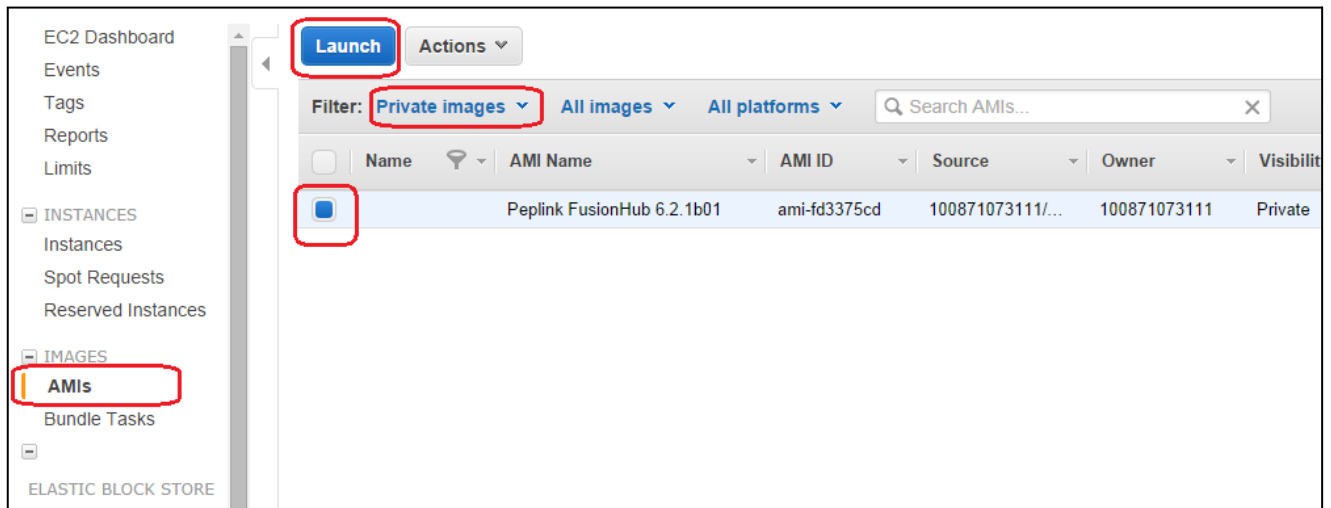 EC2 Dashboard
Events
Tags
Reports
Limits
INSTANCES
Instances
Spot Requests
Reserved Instances
IMAGES
AMIs
Bundle Tasks
ELASTIC BLOCK STORE
Launch Actions
Filter: Private images All images All platforms Search AMIs...
Name AMI Name AMI ID Source Owner Visibilit
Peplink FusionHub 6.2.1b01 ami-fd3375cd 100871073111/... 100871073111 Private